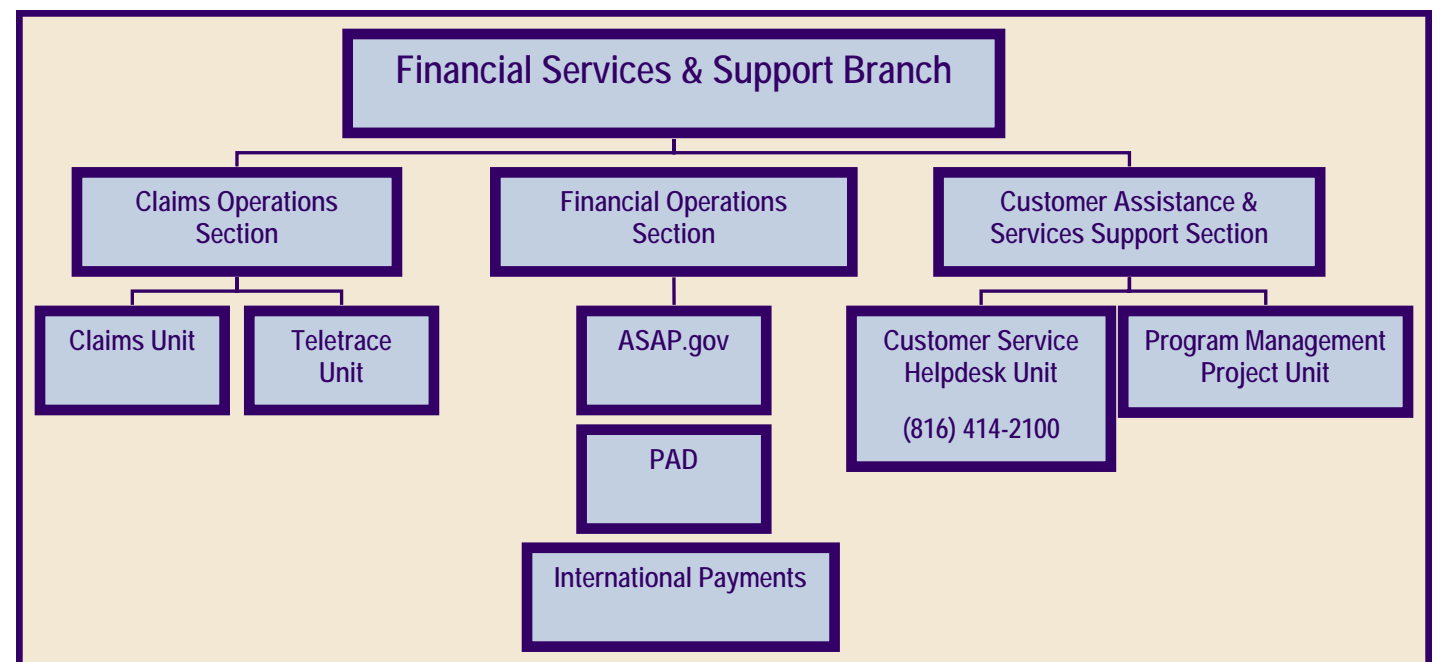 Financial Services & Support Branch
Claims Operations
Section
Financial Operations
Section
Customer Assistance &
Services Support Section
Claims Unit
Teletrace
Unit
ASAP.gov
Customer Service
Helpdesk Unit
(816) 414-2100
Program Management
Project Unit
PAD
International Payments